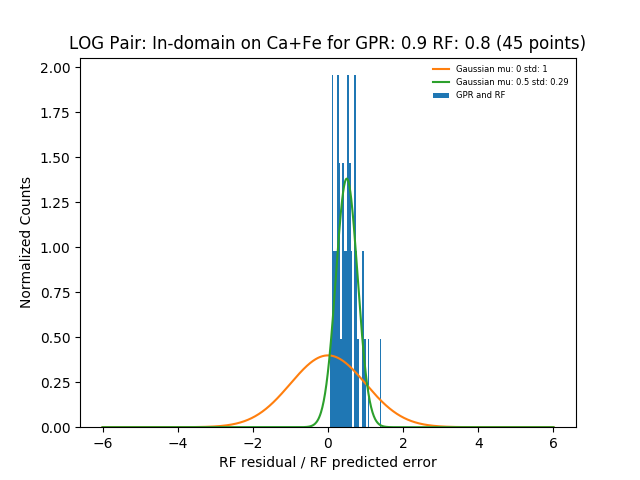 LOG Pair: In-domain on Ca+Fe for GPR: 0.9 RF: 0.8 (45 points)
Gaussian mu: 0 std: 1
Gaussian mu: 0.5 std: 0.29
GPR and RF
Normalized Counts
2.00
1.75
1.50
1.25
1.00
0.75
0.50
0.25
0.00
−6
−4
−2
0
2
4
6
RF residual / RF predicted error